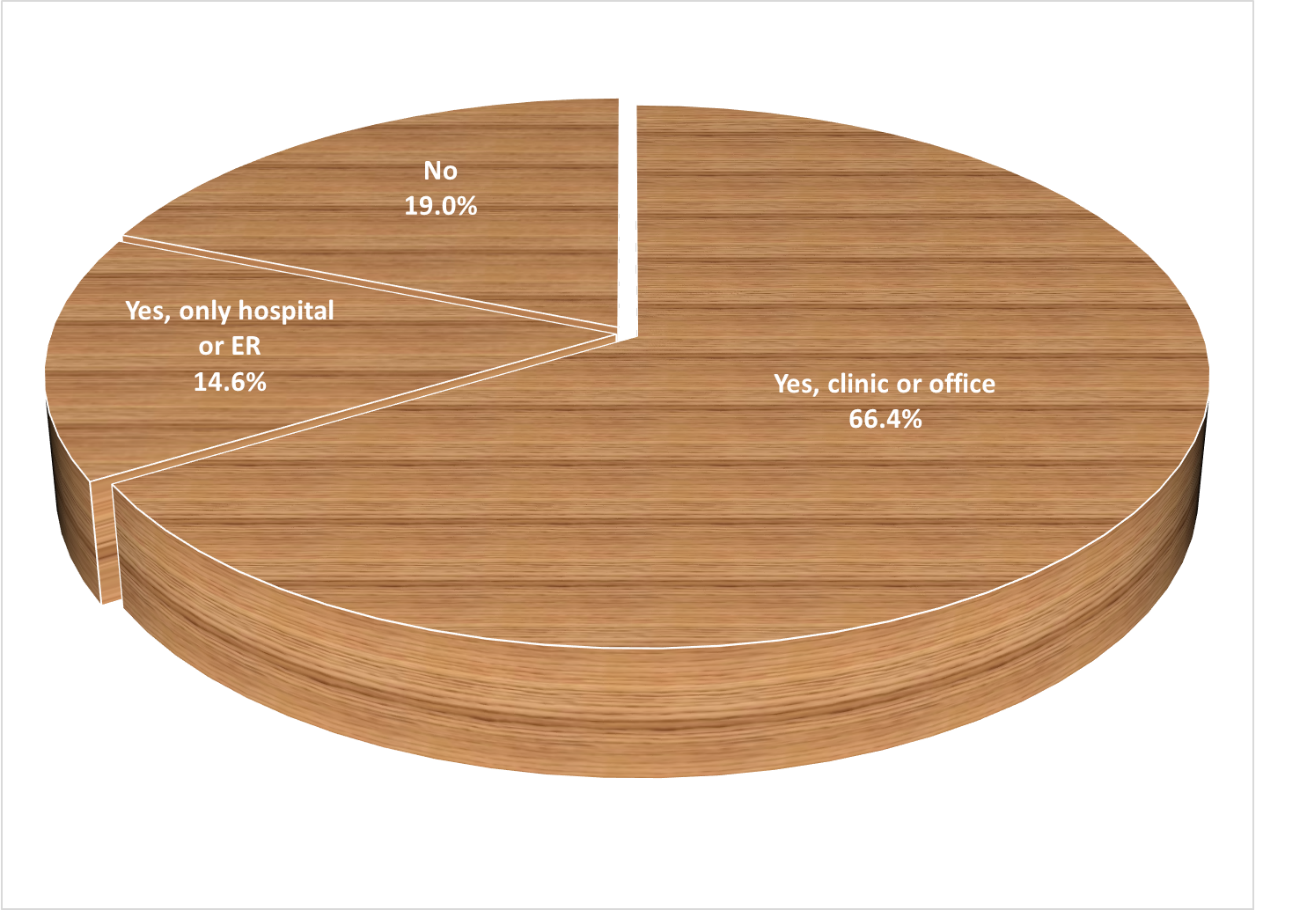 No
19.0%
Yes, only hospital
or ER
14.6%
Yes, clinic or office
66.4%